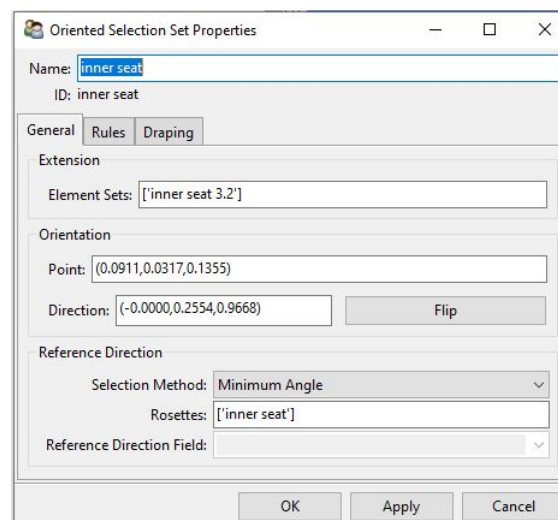 Oriented Selection Set Properties
Name: inner seat
ID: inner seat
General Rules Draping
Extension
Element Sets: ['inner seat 3.2']
Orientation
Point: (0.0911,0.0317,0.1355)
Direction: (-0.0000,0.2554,0.9668) Flip
Reference Direction
Selection Method: Minimum Angle
Rosettes: ['inner seat']
Reference Direction Field:
OK Apply Cancel